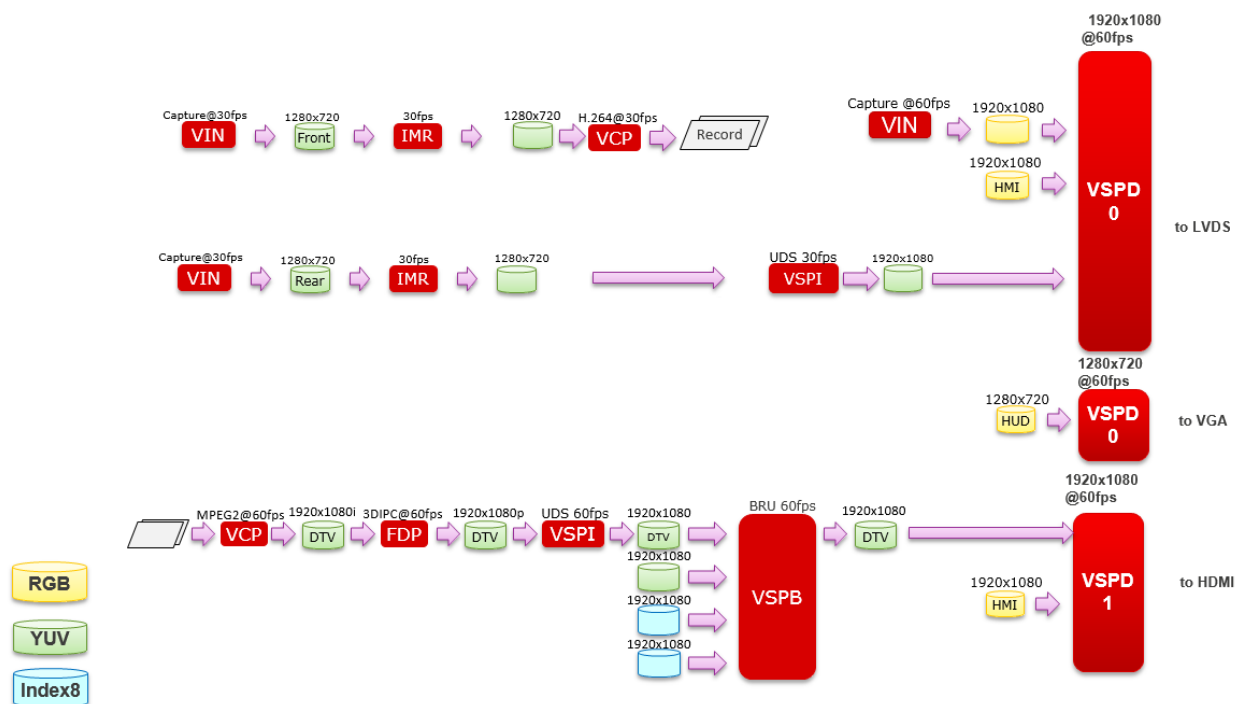 1920x1080
@60fps
Capture@30fps
VIN
1280x720
Front
30fps
IMR
1280x720
H.264@30fps
VCP
Record
Capture @60fps
VIN
1920x1080
1920x1080
HMI
VSPD
0
to LVDS
Capture@30fps
VIN
1280x720
Rear
30fps
IMR
1280x720
UDS 30fps
VSPI
1920x1080
1280x720
@60fps
1280x720
HUD
VSPD
0
to VGA
1920x1080
@60fps
MPEG2@60fps
VCP
1920x1080i
DTV
3DIPC@60fps
FDP
1920x1080p
DTV
UDS 60fps
VSPI
1920x1080
DTV
1920x1080
1920x1080
1920x1080
BRU 60fps
VSPB
1920x1080
DTV
1920x1080
HMI
VSPD
1
to HDMI
RGB
YUV
Index8